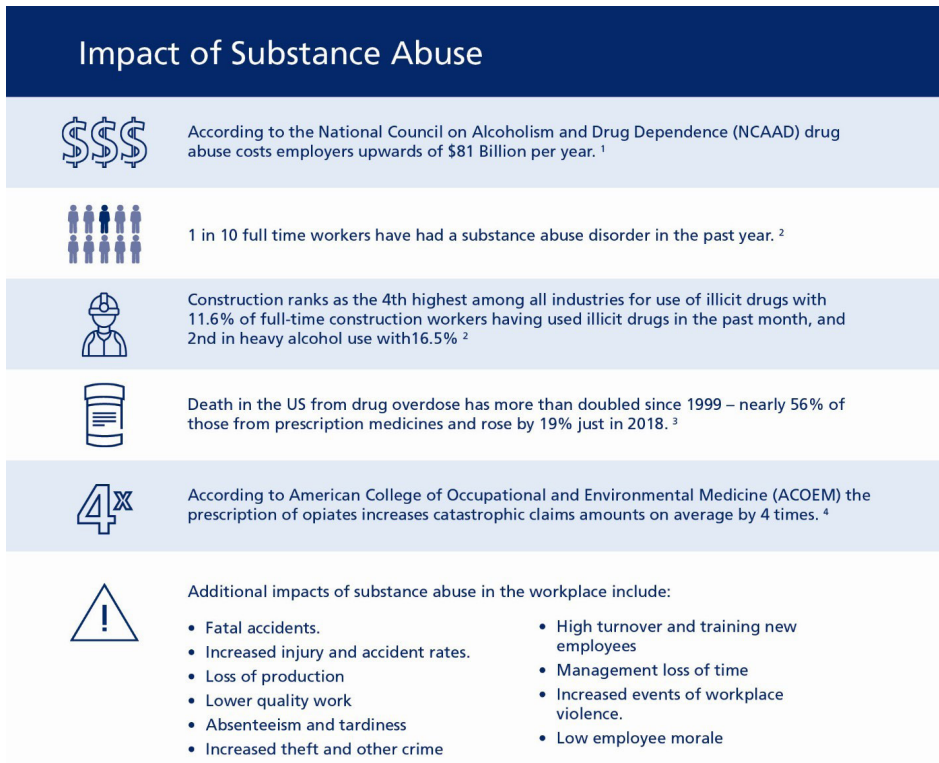 Impact of Substance Abuse
$$$
According to the National Council on Alcoholism and Drug Dependence (NCAAD) drug
abuse costs employers upwards of $81 Billion per year. ¹
1 in 10 full time workers have had a substance abuse disorder in the past year. ²
Construction ranks as the 4th highest among all industries for use of illicit drugs with
11.6% of full-time construction workers having used illicit drugs in the past month, and
2nd in heavy alcohol use with16.5% ²
Death in the US from drug overdose has more than doubled since 1999 – nearly 56% of
those from prescription medicines and rose by 19% just in 2018. ³
4x
According to American College of Occupational and Environmental Medicine (ACOEM) the
prescription of opiates increases catastrophic claims amounts on average by 4 times. ⁴
!
Additional impacts of substance abuse in the workplace include:
• Fatal accidents.
• Increased injury and accident rates.
• Loss of production
• Lower quality work
• Absenteeism and tardiness
• Increased theft and other crime
• High turnover and training new
employees
• Management loss of time
• Increased events of workplace
violence.
• Low employee morale